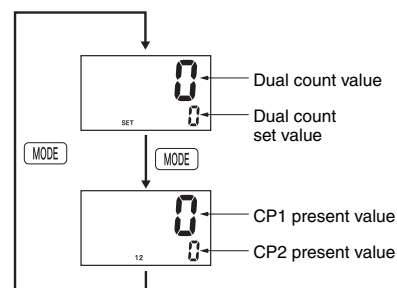 0
Dual count value
0
Dual count
set value
SET
MODE
MODE
0
CP1 present value
0
CP2 present value
12